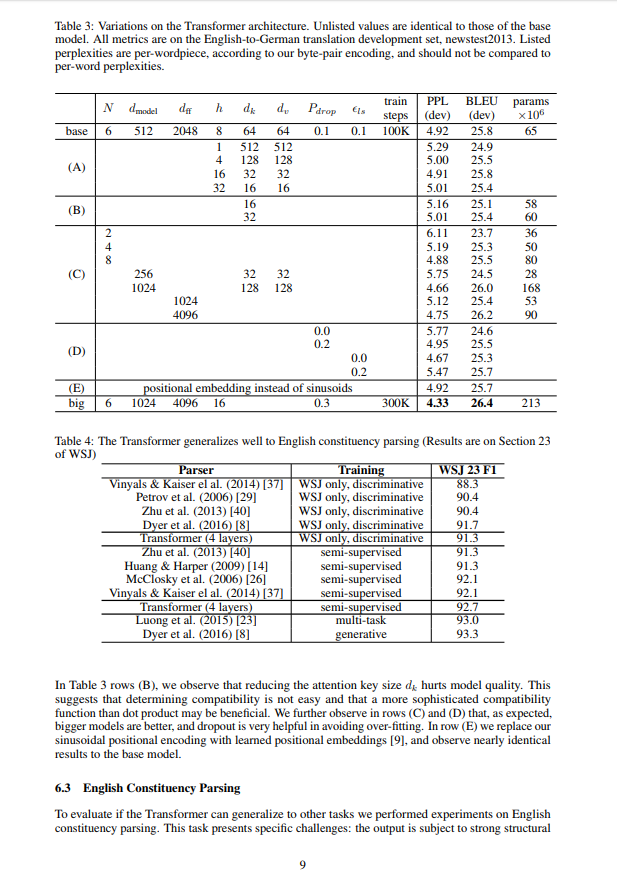 Table 3: Variations on the Transformer architecture. Unlisted values are identical to those of the base
model. All metrics are on the English-to-German translation development set, newstest2013. Listed
perplexities are per-wordpiece, according to our byte-pair encoding, and should not be compared to
per-word perplexities.
N d_model d_ff h d_k d_v P_drop ϵ_ls train steps PPL (dev) BLEU (dev) params ×10⁶
base 6 512 2048 8 64 64 0.1 0.1 100K 4.92 25.8 65
(A) 1 512 512 5.29 24.9
4 128 128 5.00 25.5
16 32 32 4.91 25.8
32 16 16 5.01 25.4
(B) 16 5.16 25.1 58
32 5.01 25.4 60
(C) 2 6.11 23.7 36
4 5.19 25.3 50
8 4.88 25.5 80
256 32 32 5.75 24.5 28
1024 128 128 4.66 26.0 168
1024 5.12 25.4 53
4096 4.75 26.2 90
(D) 0.0 5.77 24.6
0.2 4.95 25.5
0.0 4.67 25.3
0.2 5.47 25.7
(E) positional embedding instead of sinusoids 4.92 25.7
big 6 1024 4096 16 0.3 300K 4.33 26.4 213
Table 4: The Transformer generalizes well to English constituency parsing (Results are on Section 23
of WSJ)
Parser Training WSJ 23 F1
Vinyals & Kaiser el al. (2014) [37] WSJ only, discriminative 88.3
Petrov et al. (2006) [29] WSJ only, discriminative 90.4
Zhu et al. (2013) [40] WSJ only, discriminative 90.4
Dyer et al. (2016) [8] WSJ only, discriminative 91.7
Transformer (4 layers) WSJ only, discriminative 91.3
Zhu et al. (2013) [40] semi-supervised 91.3
Huang & Harper (2009) [14] semi-supervised 91.3
McClosky et al. (2006) [26] semi-supervised 92.1
Vinyals & Kaiser el al. (2014) [37] semi-supervised 92.1
Transformer (4 layers) semi-supervised 92.7
Luong et al. (2015) [23] multi-task 93.0
Dyer et al. (2016) [8] generative 93.3
In Table 3 rows (B), we observe that reducing the attention key size d_k hurts model quality. This
suggests that determining compatibility is not easy and that a more sophisticated compatibility
function than dot product may be beneficial. We further observe in rows (C) and (D) that, as expected,
bigger models are better, and dropout is very helpful in avoiding over-fitting. In row (E) we replace our
sinusoidal positional encoding with learned positional embeddings [9], and observe nearly identical
results to the base model.
6.3 English Constituency Parsing
To evaluate if the Transformer can generalize to other tasks we performed experiments on English
constituency parsing. This task presents specific challenges: the output is subject to strong structural
9